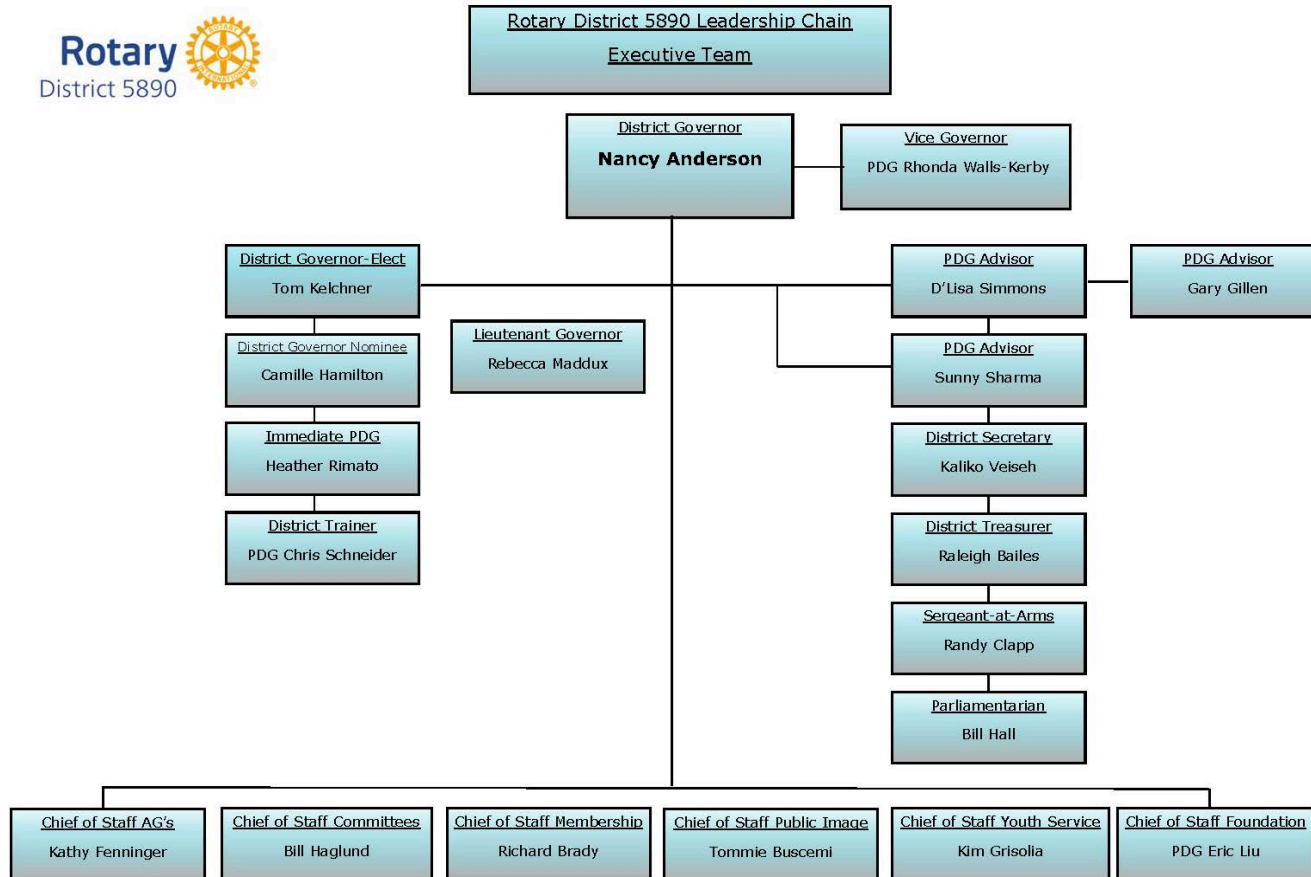 Rotary
District 5890
ROTARY
INTERNATIONAL
Rotary District 5890 Leadership Chain
Executive Team
District Governor
Nancy Anderson
Vice Governor
PDG Rhonda Walls-Kerby
District Governor-Elect
Tom Kelchner
PDG Advisor
D'Lisa Simmons
PDG Advisor
Gary Gillen
Lieutenant Governor
Rebecca Maddux
District Governor Nominee
Camille Hamilton
PDG Advisor
Sunny Sharma
Immediate PDG
Heather Rimato
District Secretary
Kaliko Veiseh
District Trainer
PDG Chris Schneider
District Treasurer
Raleigh Bailes
Sergeant-at-Arms
Randy Clapp
Parliamentarian
Bill Hall
Chief of Staff AG's
Kathy Fenninger
Chief of Staff Committees
Bill Haglund
Chief of Staff Membership
Richard Brady
Chief of Staff Public Image
Tommie Buscemi
Chief of Staff Youth Service
Kim Grisolia
Chief of Staff Foundation
PDG Eric Liu